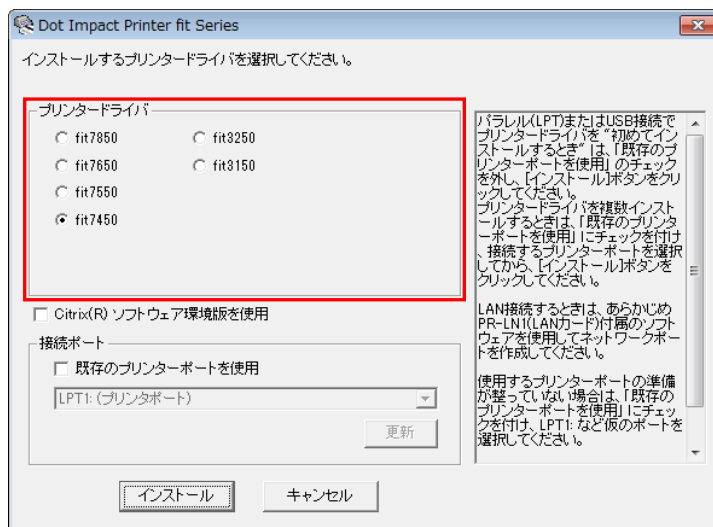 Dot Impact Printer fit Series
インストールするプリンタードライバを選択してください。
プリンタードライバ
fit7850
fit3250
fit7650
fit3150
fit7550
fit7450
Citrix(R) ソフトウェア環境版を使用
接続ポート
既存のプリンターポートを使用
LPT1: (プリンタポート)
更新
インストール
キャンセル
パラレル(LPT)またはUSB接続で
プリンタードライバを“初めてイン
ストールするとき”は、「既存のプ
リンターポートを使用」のチェック
を外し、[インストール]ボタンをクリ
ックしてください。
プリンタードライバを複数インスト
ールするときは、「既存のプリンタ
ーポートを使用」にチェックを付け
、接続するプリンターポートを選択
してから、[インストール]ボタンを
クリックしてください。
LAN接続するときは、あらかじめ
PR-LN1(LANカード)付属のソフト
ウェアを使用してネットワークポー
トを作成してください。
使用するプリンターポートの準備
が整っていない場合は、「既存の
プリンターポートを使用」にチェッ
クを付け、LPT1: など仮のポートを
選択してください。